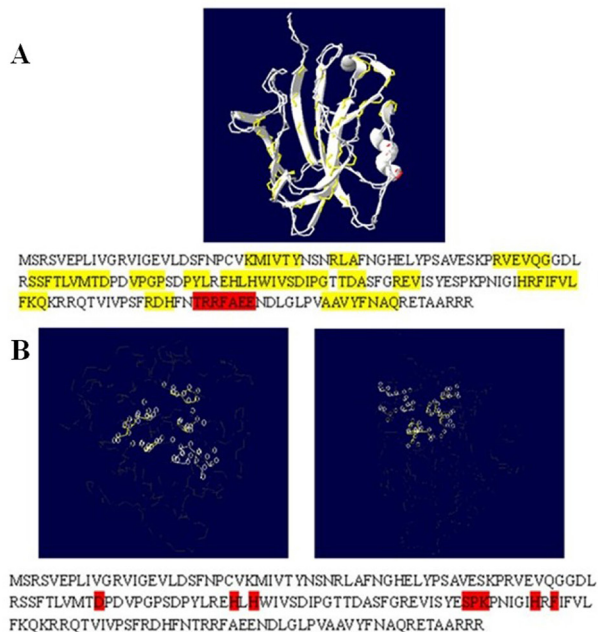 A
MSRSVEPLIVGRVIGEVLDSFNPCVKMIVTYNSNRLAFNGHELYPSAVESKPRVEVQGGDL
RSSFTLVMTDPDVPGPSDPYLREHLHWIVSDIPGTTDASFGREVISYESPKPNIGIHRFIFVL
FKQKRRQTVIVPSFRDHFNTRRFAEENDLGLPVAAVYFNAQRETAARRR
B
MSRSVEPLIVGRVIGEVLDSFNPCVKMIVTYNSNRLAFNGHELYPSAVESKPRVEVQGGDL
RSSFTLVMTDPDVPGPSDPYLREHLHWIVSDIPGTTDASFGREVISYESPKPNIGIHRFIFVL
FKQKRRQTVIVPSFRDHFNTRRFAEENDLGLPVAAVYFNAQRETAARRR